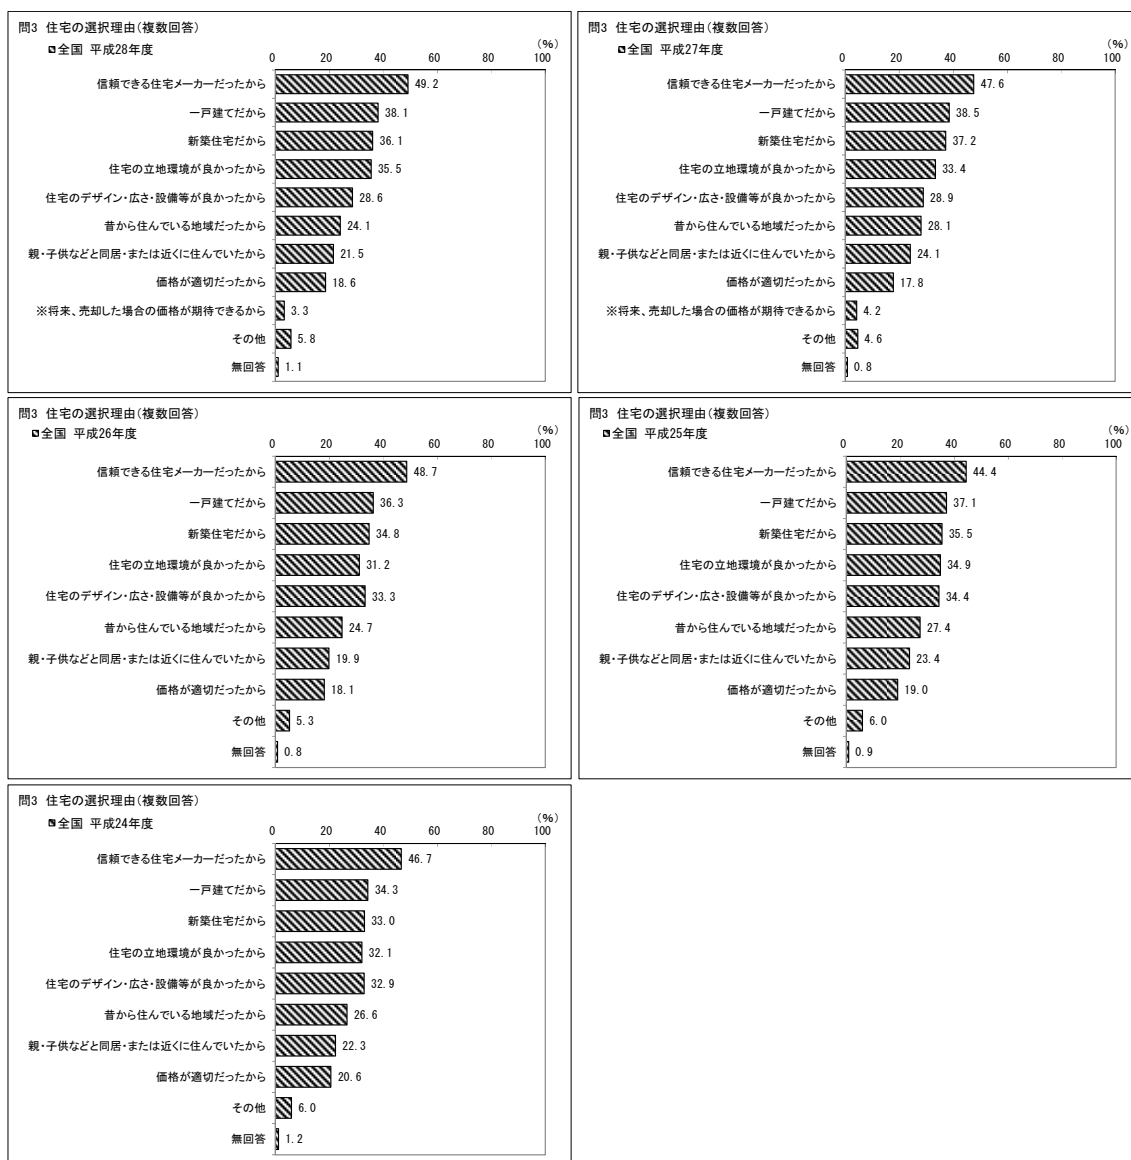 問3 住宅の選択理由(複数回答)
全国 平成28年度
(%)
0 20 40 60 80 100
信頼できる住宅メーカーだったから 49.2
一戸建てだから 38.1
新築住宅だから 36.1
住宅の立地環境が良かったから 35.5
住宅のデザイン・広さ・設備等が良かったから 28.6
昔から住んでいる地域だったから 24.1
親・子供などと同居・または近くに住んでいたから 21.5
価格が適切だったから 18.6
※将来、売却した場合の価格が期待できるから 3.3
その他 5.8
無回答 1.1
問3 住宅の選択理由(複数回答)
全国 平成27年度
(%)
0 20 40 60 80 100
信頼できる住宅メーカーだったから 47.6
一戸建てだから 38.5
新築住宅だから 37.2
住宅の立地環境が良かったから 33.4
住宅のデザイン・広さ・設備等が良かったから 28.9
昔から住んでいる地域だったから 28.1
親・子供などと同居・または近くに住んでいたから 24.1
価格が適切だったから 17.8
※将来、売却した場合の価格が期待できるから 4.2
その他 4.6
無回答 0.8
問3 住宅の選択理由(複数回答)
全国 平成26年度
(%)
0 20 40 60 80 100
信頼できる住宅メーカーだったから 48.7
一戸建てだから 36.3
新築住宅だから 34.8
住宅の立地環境が良かったから 31.2
住宅のデザイン・広さ・設備等が良かったから 33.3
昔から住んでいる地域だったから 24.7
親・子供などと同居・または近くに住んでいたから 19.9
価格が適切だったから 18.1
その他 5.3
無回答 0.8
問3 住宅の選択理由(複数回答)
全国 平成25年度
(%)
0 20 40 60 80 100
信頼できる住宅メーカーだったから 44.4
一戸建てだから 37.1
新築住宅だから 35.5
住宅の立地環境が良かったから 34.9
住宅のデザイン・広さ・設備等が良かったから 34.4
昔から住んでいる地域だったから 27.4
親・子供などと同居・または近くに住んでいたから 23.4
価格が適切だったから 19.0
その他 6.0
無回答 0.9
問3 住宅の選択理由(複数回答)
全国 平成24年度
(%)
0 20 40 60 80 100
信頼できる住宅メーカーだったから 46.7
一戸建てだから 34.3
新築住宅だから 33.0
住宅の立地環境が良かったから 32.1
住宅のデザイン・広さ・設備等が良かったから 32.9
昔から住んでいる地域だったから 26.6
親・子供などと同居・または近くに住んでいたから 22.3
価格が適切だったから 20.6
その他 6.0
無回答 1.2